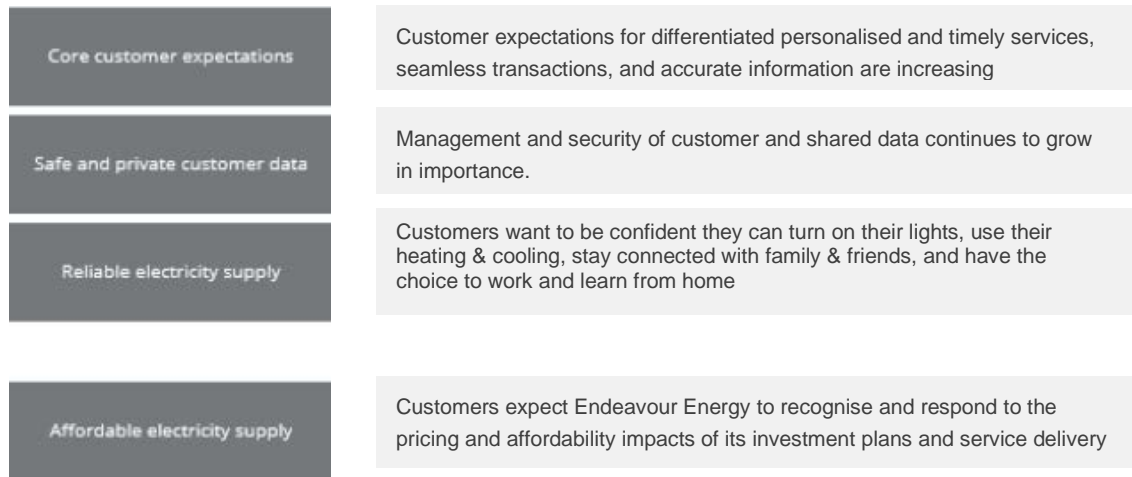 Core customer expectations
Customer expectations for differentiated personalised and timely services,
seamless transactions, and accurate information are increasing
Safe and private customer data
Management and security of customer and shared data continues to grow
in importance.
Reliable electricity supply
Customers want to be confident they can turn on their lights, use their
heating & cooling, stay connected with family & friends, and have the
choice to work and learn from home
Affordable electricity supply
Customers expect Endeavour Energy to recognise and respond to the
pricing and affordability impacts of its investment plans and service delivery